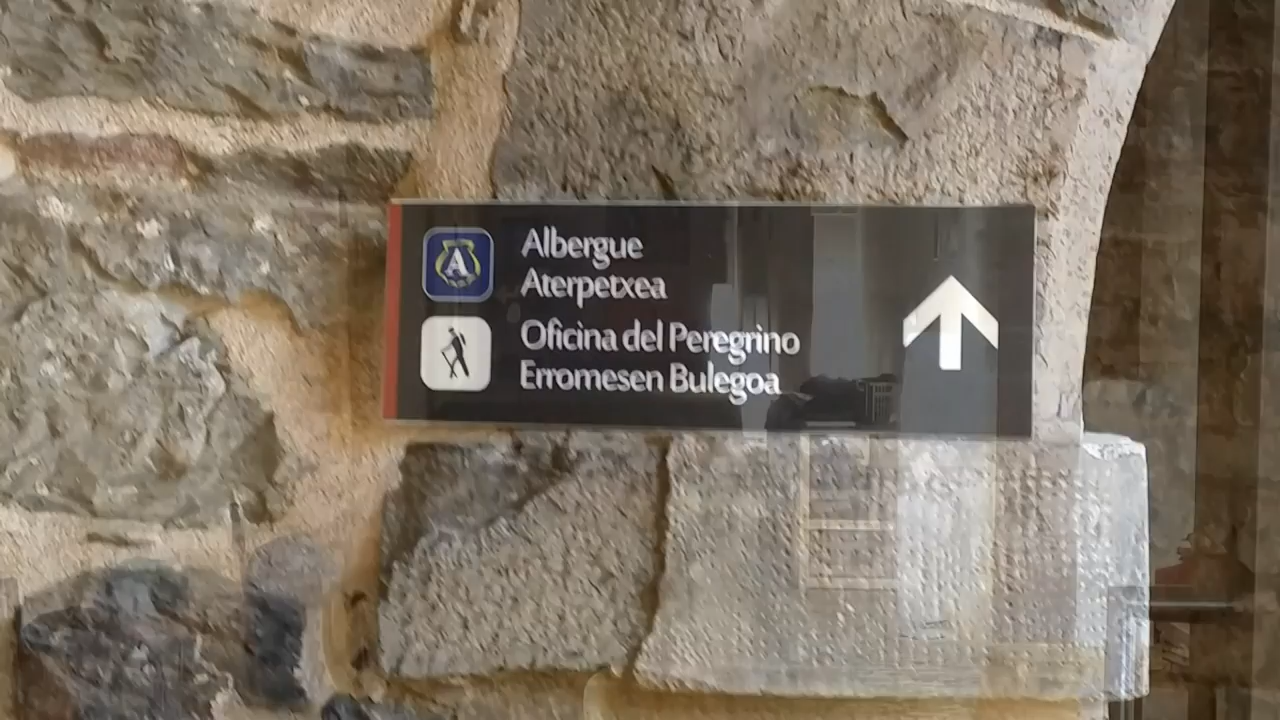 A
Albergue
Aterpetxea
Oficina del Peregrino
Erromesen Bulegoa